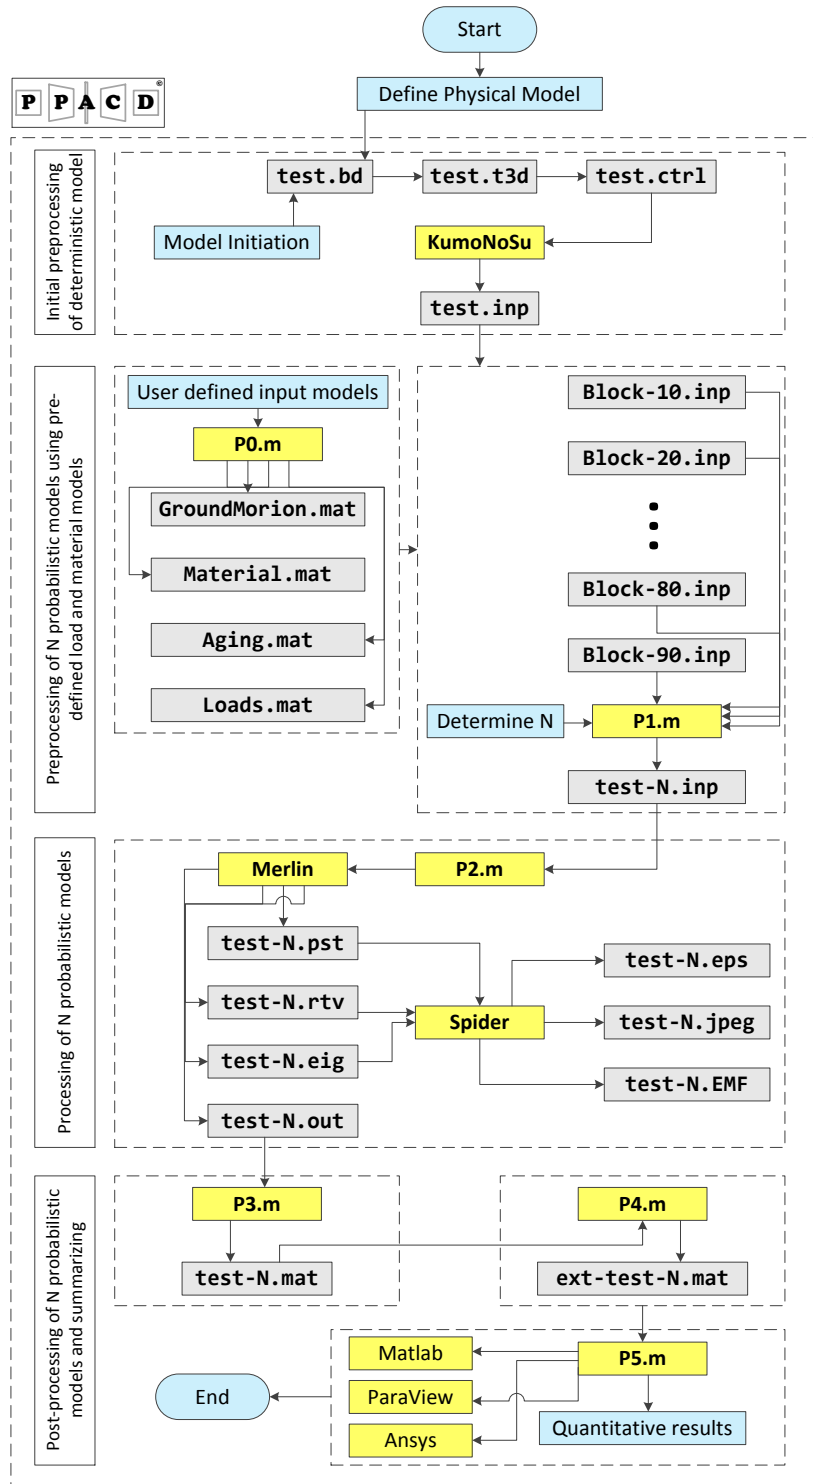 Start
P P A C D ©
Define Physical Model
Initial preprocessing
of deterministic model
test.bd
test.t3d
test.ctrl
Model Initiation
KumoNoSu
test.inp
Preprocessing of N probabilistic models using pre-
defined load and material models
User defined input models
P0.m
GroundMorion.mat
Material.mat
Aging.mat
Loads.mat
Block-10.inp
Block-20.inp
Block-80.inp
Block-90.inp
Determine N
P1.m
test-N.inp
Processing of N probabilistic models
Merlin
P2.m
test-N.pst
test-N.rtv
test-N.eig
test-N.out
Spider
test-N.eps
test-N.jpeg
test-N.EMF
Post-processing of N probabilistic
models and summarizing
P3.m
test-N.mat
P4.m
ext-test-N.mat
Matlab
P5.m
End
ParaView
Ansys
Quantitative results